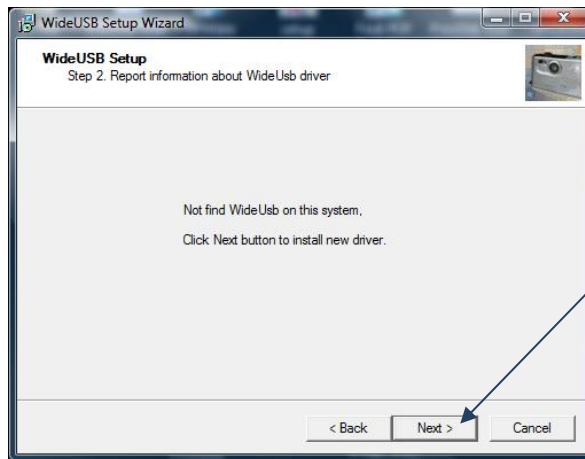 WideUSB Setup Wizard
WideUSB Setup
Step 2. Report information about WideUsb driver
Not find WideUsb on this system,
Click Next button to install new driver.
< Back
Next >
Cancel